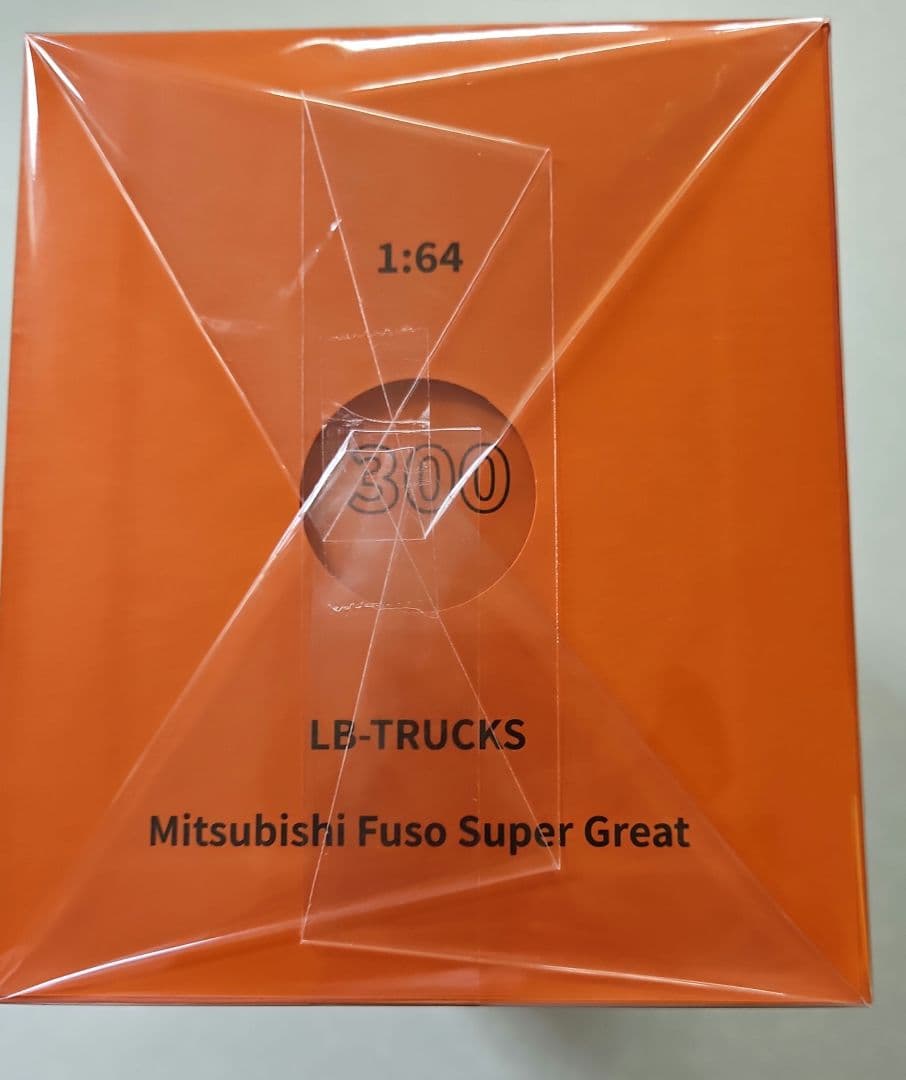 1:64
300
LB-TRUCKS
Mitsubishi Fuso Super Great